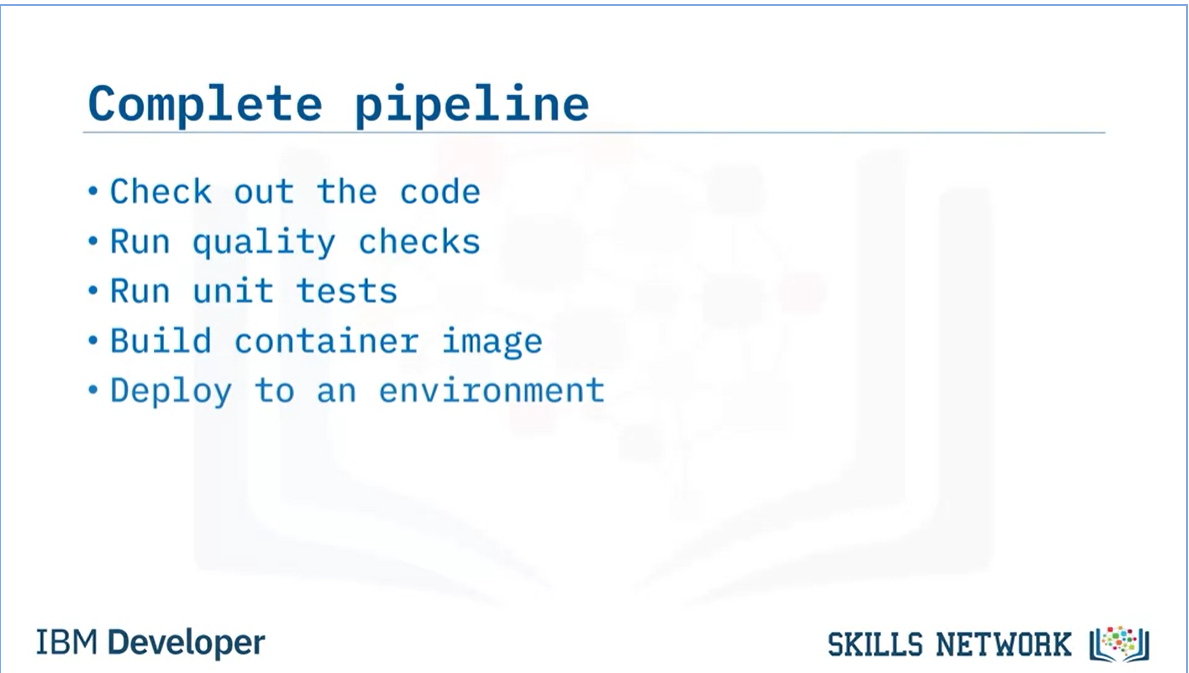 Complete pipeline
• Check out the code
• Run quality checks
• Run unit tests
• Build container image
• Deploy to an environment
IBM Developer
SKILLS NETWORK